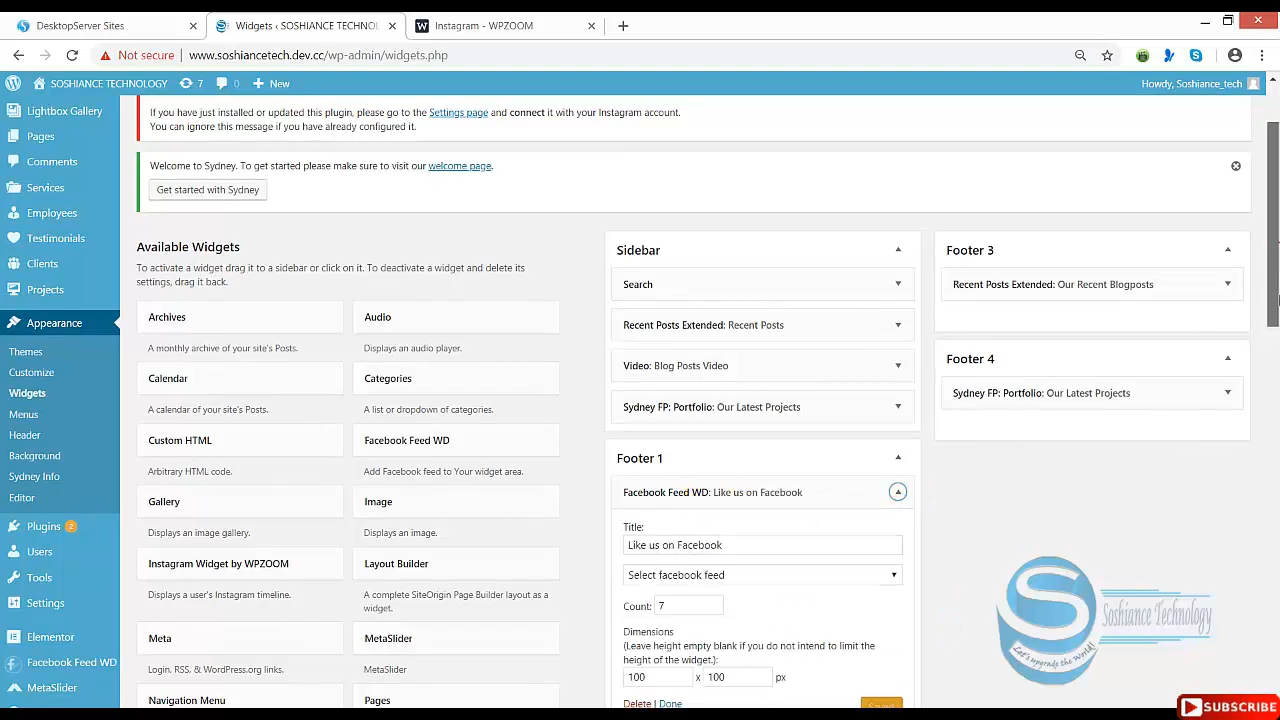 DesktopServer Sites
Widgets ‹ SOSHIANCE TECHNO
Instagram - WPZOOM
Not secure
www.soshiancetech.dev.cc/wp-admin/widgets.php
SOSHIANCE TECHNOLOGY
7
0
New
Howdy, Soshiance_tech
Lightbox Gallery
Pages
Comments
Services
Employees
Testimonials
Clients
Projects
Appearance
Themes
Customize
Widgets
Menus
Header
Background
Sydney Info
Editor
Plugins 2
Users
Tools
Settings
Elementor
Facebook Feed WD
MetaSlider
If you have just installed or updated this plugin, please go to the Settings page and connect it with your Instagram account.
You can ignore this message if you have already configured it.
Welcome to Sydney. To get started please make sure to visit our welcome page.
Get started with Sydney
Available Widgets
To activate a widget drag it to a sidebar or click on it. To deactivate a widget and delete its
settings, drag it back.
Archives
A monthly archive of your site's Posts.
Audio
Displays an audio player.
Calendar
A calendar of your site's Posts.
Categories
A list or dropdown of categories.
Custom HTML
Arbitrary HTML code.
Facebook Feed WD
Add Facebook feed to Your widget area.
Gallery
Displays an image gallery.
Image
Displays an image.
Instagram Widget by WPZOOM
Displays a user's Instagram timeline.
Layout Builder
A complete SiteOrigin Page Builder layout as a
widget.
Meta
Login, RSS, & WordPress.org links.
MetaSlider
MetaSlider
Navigation Menu
Pages
Sidebar
Search
Recent Posts Extended: Recent Posts
Video: Blog Posts Video
Sydney FP: Portfolio: Our Latest Projects
Footer 1
Facebook Feed WD: Like us on Facebook
Title:
Like us on Facebook
Select facebook feed
Count: 7
Dimensions
(Leave height empty blank if you do not intend to limit the
height of the widget.):
100 x 100 px
Delete | Done
Saved
Footer 3
Recent Posts Extended: Our Recent Blogposts
Footer 4
Sydney FP: Portfolio: Our Latest Projects
S
Soshiance Technology
Let's upgrade the World!
SUBSCRIBE